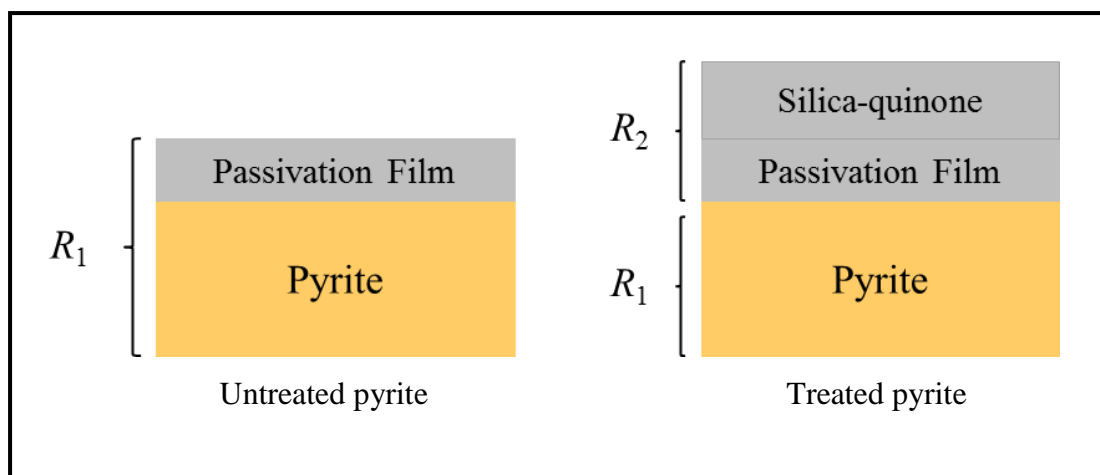 R1
Passivation Film
Pyrite
Untreated pyrite
R2
Silica-quinone
Passivation Film
R1
Pyrite
Treated pyrite